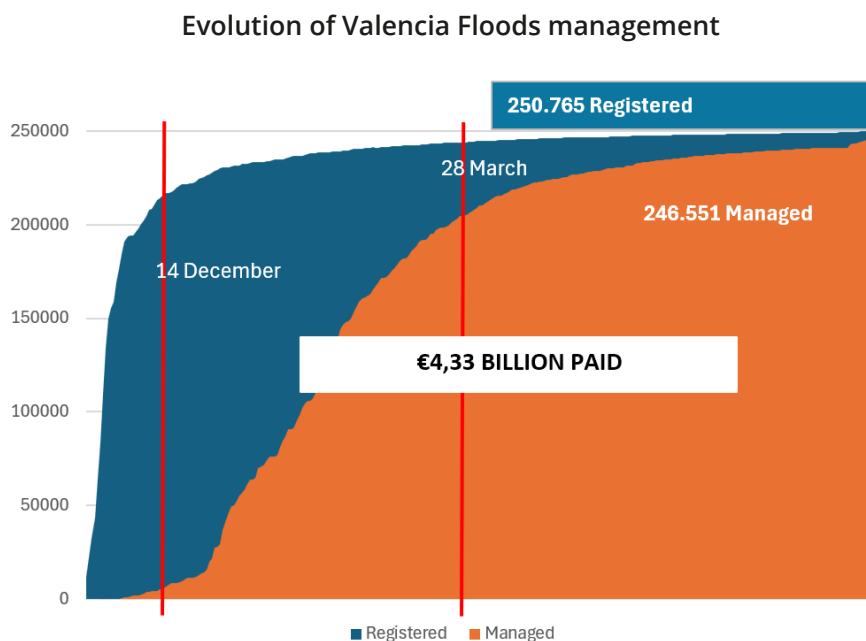 Evolution of Valencia Floods management
250.765 Registered
250000
28 March
200000
246.551 Managed
14 December
150000
€4,33 BILLION PAID
100000
50000
0
Registered Managed